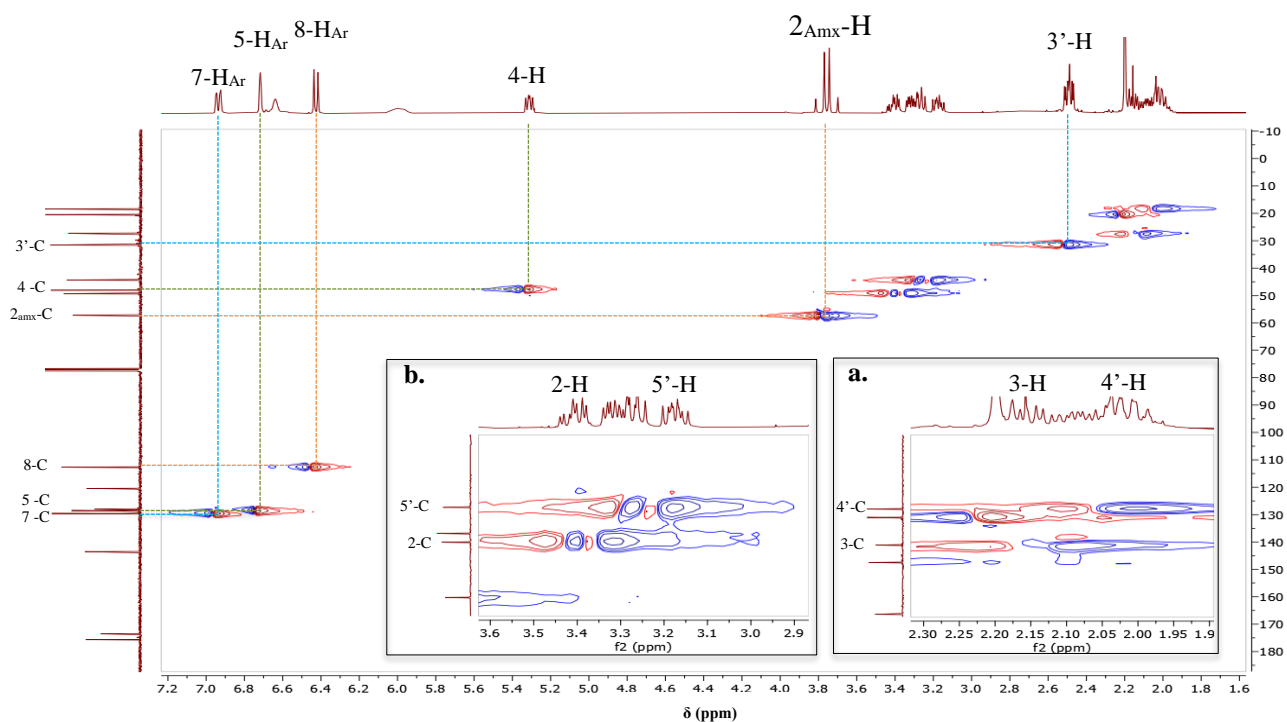 2Amx-H
8-HAr
5-HAr
3’-H
7-HAr
4-H
-10
0
10
20
3’-C
30
40
4 -C
50
2amx-C
60
70
80
90
100
8-C
110
120
5 -C
7 -C
130
140
150
160
170
180
b.
2-H 5’-H
5’-C
2-C
3.6 3.5 3.4 3.3 3.2 3.1 3.0 2.9
f2 (ppm)
a.
3-H 4’-H
4’-C
3-C
2.30 2.25 2.20 2.15 2.10 2.05 2.00 1.9
f2 (ppm)
7.2 7.0 6.8 6.6 6.4 6.2 6.0 5.8 5.6 5.4 5.2 5.0 4.8 4.6 4.4 4.2 4.0 3.8 3.6 3.4 3.2 3.0 2.8 2.6 2.4 2.2 2.0 1.8 1.6
δ (ppm)